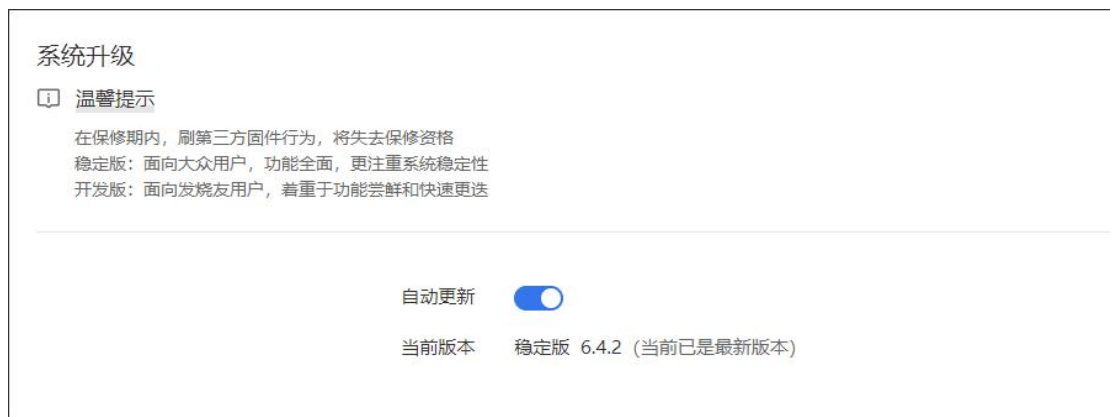 系统升级
温馨提示
在保修期内，刷第三方固件行为，将失去保修资格
稳定版：面向大众用户，功能全面，更注重系统稳定性
开发版：面向发烧友用户，着重于功能尝鲜和快速更迭
自动更新
当前版本 稳定版 6.4.2 (当前已是最新版本)